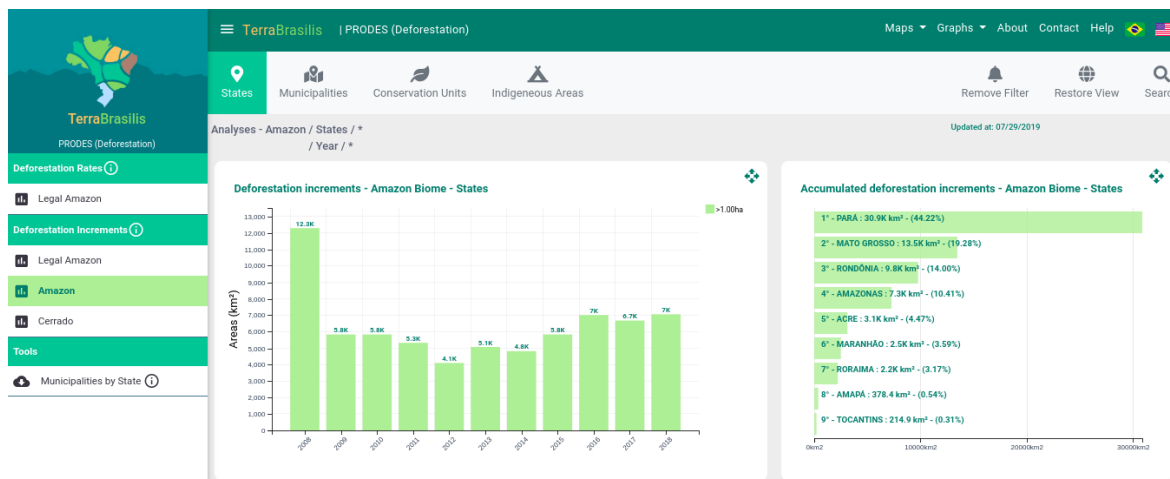 TerraBrasilis
PRODES (Deforestation)
Deforestation Rates
Legal Amazon
Deforestation Increments
Legal Amazon
Amazon
Cerrado
Tools
Municipalities by State
TerraBrasilis | PRODES (Deforestation)
Maps Graphs About Contact Help
States Municipalities Conservation Units Indigeneous Areas
Remove Filter Restore View Searc
Analyses - Amazon / States / *
/ Year / *
Updated at: 07/29/2019
Deforestation increments - Amazon Biome - States
>1.00ha
Areas (km²)
13,000
12,000
11,000
10,000
9,000
8,000
7,000
6,000
5,000
4,000
3,000
2,000
1,000
0
12.3K 5.8K 5.8K 5.3K 4.1K 5.1K 4.8K 5.8K 7K 6.7K 7K
2008 2009 2010 2011 2012 2013 2014 2015 2016 2017 2018
Accumulated deforestation increments - Amazon Biome - States
1° - PARÁ : 30.9K km² - (44.22%)
2° - MATO GROSSO : 13.5K km² - (19.28%)
3° - RONDÔNIA : 9.8K km² - (14.00%)
4° - AMAZONAS : 7.3K km² - (10.41%)
5° - ACRE : 3.1K km² - (4.47%)
6° - MARANHÃO : 2.5K km² - (3.59%)
7° - RORAIMA : 2.2K km² - (3.17%)
8° - AMAPÁ : 378.4 km² - (0.54%)
9° - TOCANTINS : 214.9 km² - (0.31%)
0km2 10000km2 20000km2 30000km2